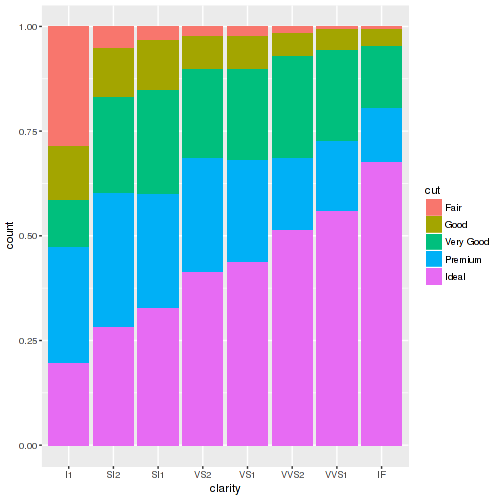 1.00
0.75
0.50
0.25
0.00
count
I1 SI2 SI1 VS2 VS1 VVS2 VVS1 IF
clarity
cut
Fair
Good
Very Good
Premium
Ideal